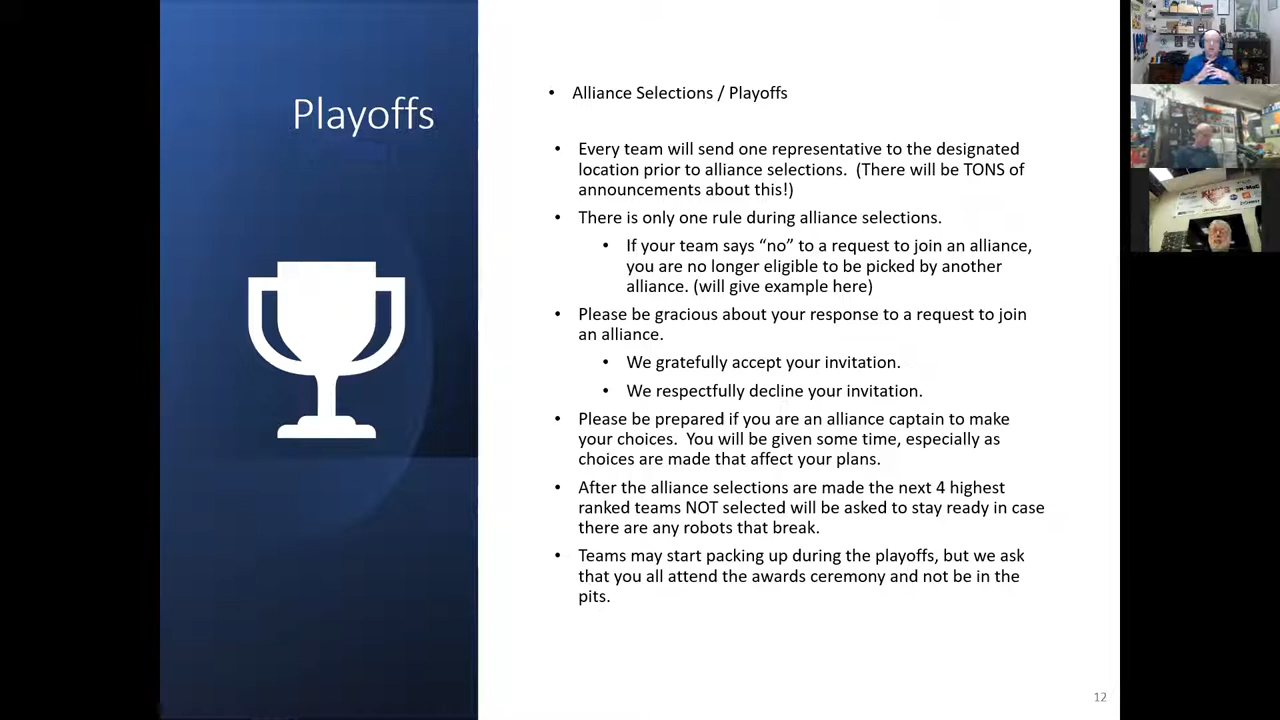 Playoffs
• Alliance Selections / Playoffs
• Every team will send one representative to the designated
location prior to alliance selections. (There will be TONS of
announcements about this!)
• There is only one rule during alliance selections.
• If your team says “no” to a request to join an alliance,
you are no longer eligible to be picked by another
alliance. (will give example here)
• Please be gracious about your response to a request to join
an alliance.
• We gratefully accept your invitation.
• We respectfully decline your invitation.
• Please be prepared if you are an alliance captain to make
your choices. You will be given some time, especially as
choices are made that affect your plans.
• After the alliance selections are made the next 4 highest
ranked teams NOT selected will be asked to stay ready in case
there are any robots that break.
• Teams may start packing up during the playoffs, but we ask
that you all attend the awards ceremony and not be in the
pits.
12